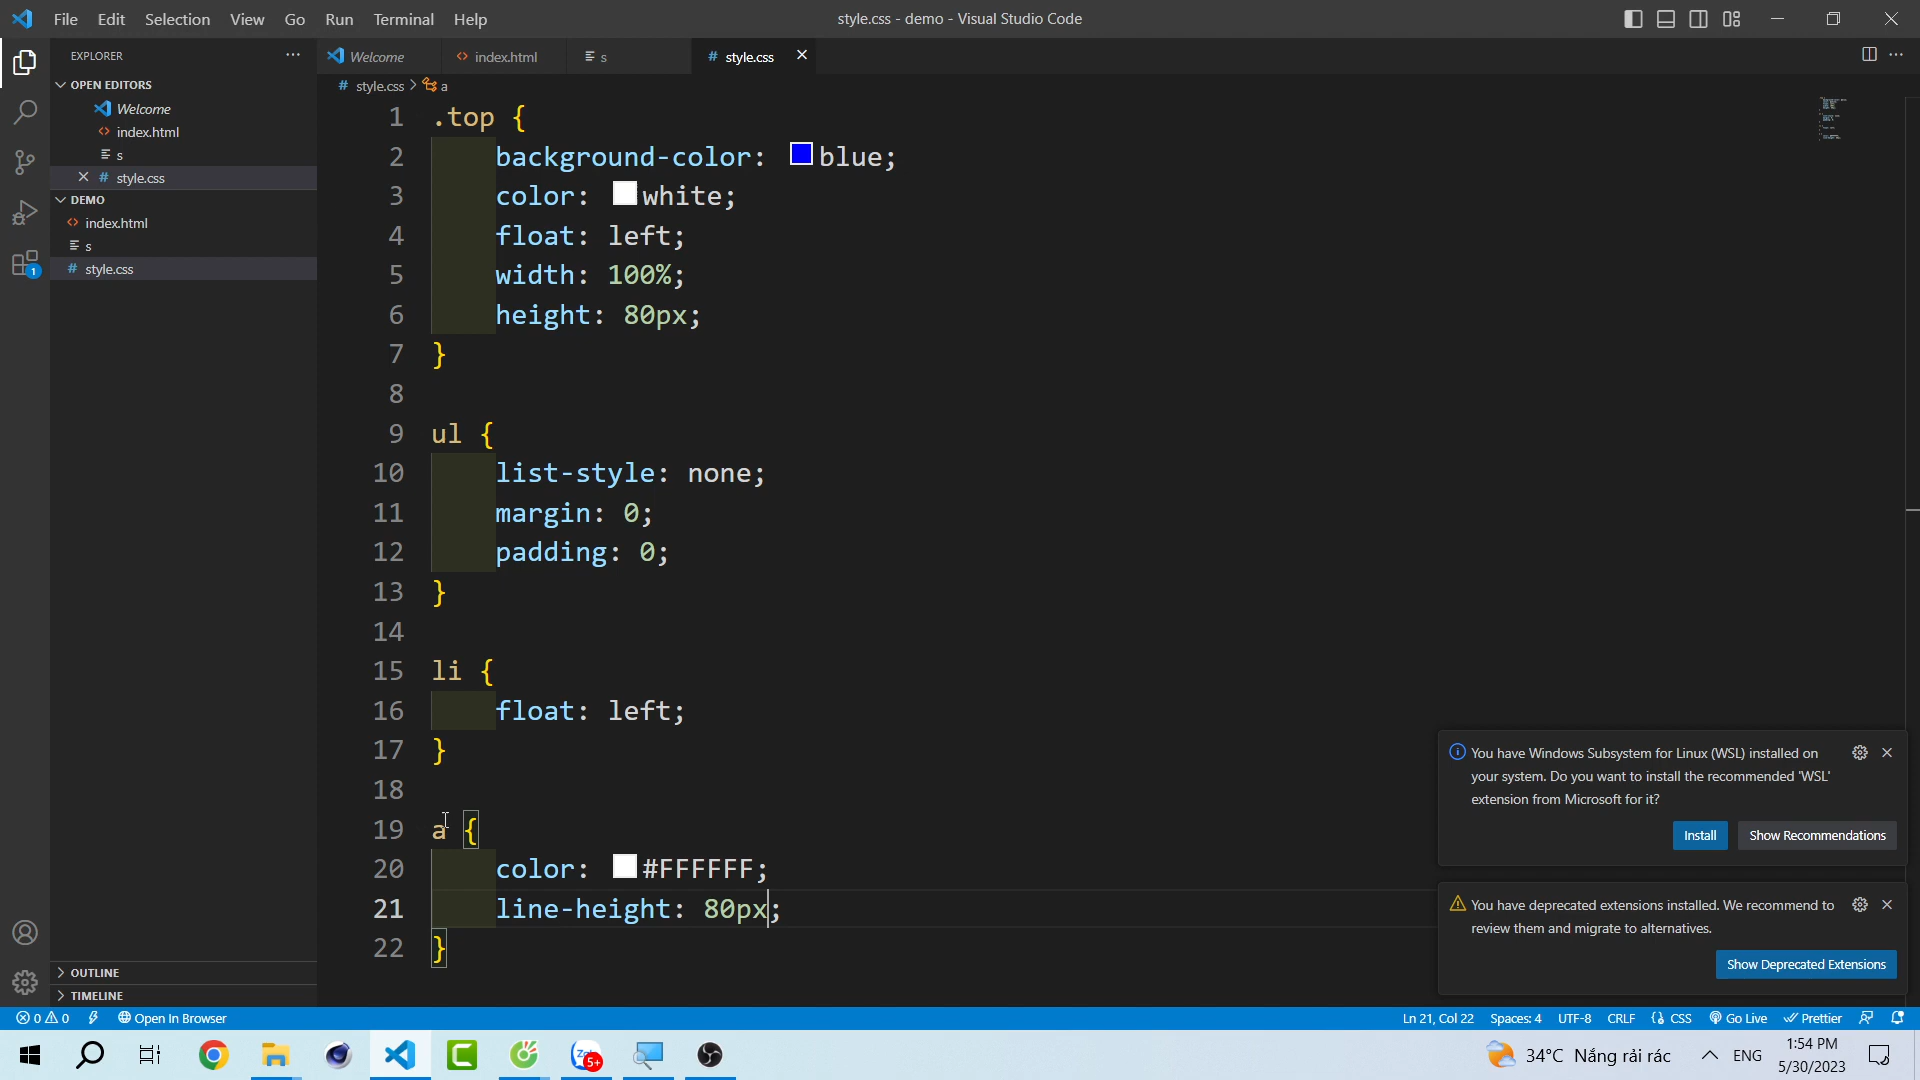 File Edit Selection View Go Run Terminal Help
style.css - demo - Visual Studio Code
EXPLORER
OPEN EDITORS
Welcome
index.html
s
style.css
DEMO
index.html
s
style.css
OUTLINE
TIMELINE
Welcome index.html s style.css
style.css > a
1 .top {
2 background-color: blue;
3 color: white;
4 float: left;
5 width: 100%;
6 height: 80px;
7 }
8
9 ul {
10 list-style: none;
11 margin: 0;
12 padding: 0;
13 }
14
15 li {
16 float: left;
17 }
18
19 a {
20 color: #FFFFFF;
21 line-height: 80px;
22 }
You have Windows Subsystem for Linux (WSL) installed on
your system. Do you want to install the recommended 'WSL'
extension from Microsoft for it?
Install Show Recommendations
You have deprecated extensions installed. We recommend to
review them and migrate to alternatives.
Show Deprecated Extensions
0 0 Open In Browser
Ln 21, Col 22 Spaces: 4 UTF-8 CRLF CSS Go Live Prettier
34°C Nắng rải rác ENG
1:54 PM
5/30/2023
1
5+